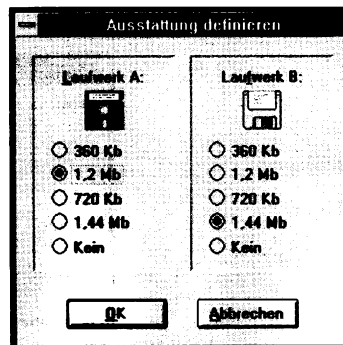 Ausstattung definieren
Laufwerk A:
360 Kb
1,2 Mb
720 Kb
1,44 Mb
Kein
Laufwerk B:
360 Kb
1,2 Mb
720 Kb
1,44 Mb
Kein
OK
Abbrechen